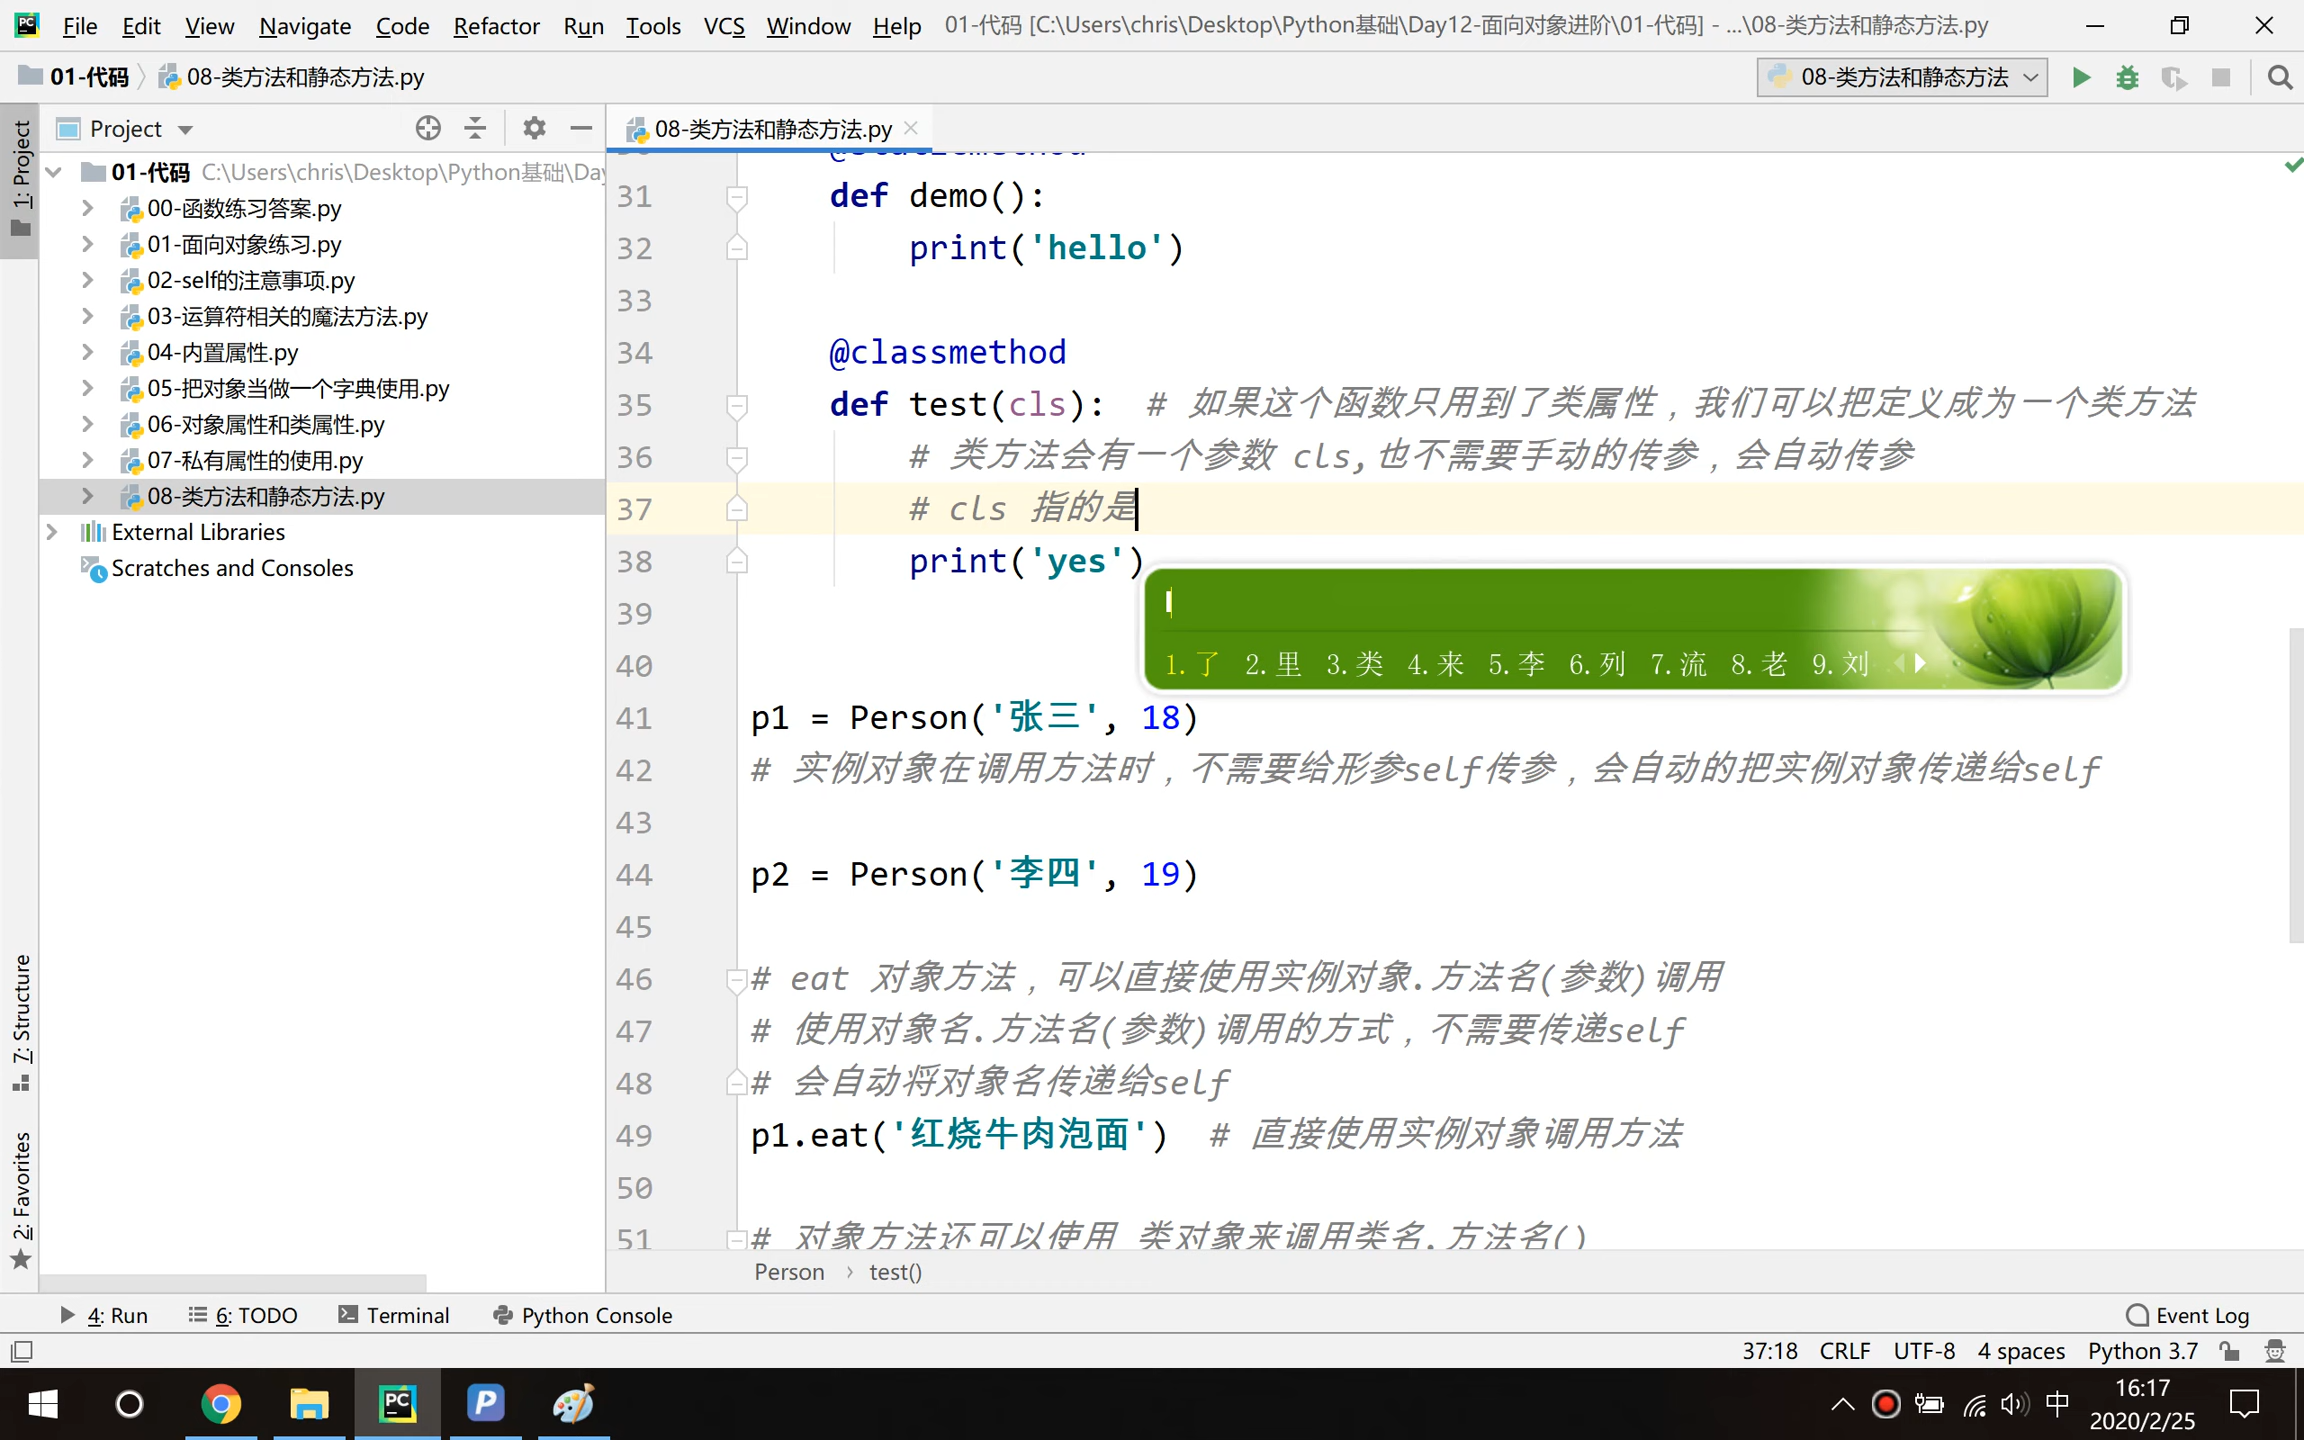 File Edit View Navigate Code Refactor Run Tools VCS Window Help 01-代码 [C:\Users\chris\Desktop\Python基础\Day12-面向对象进阶\01-代码] - ...\08-类方法和静态方法.py
01-代码 08-类方法和静态方法.py 08-类方法和静态方法
1: Project
Project
08-类方法和静态方法.py
01-代码 C:\Users\chris\Desktop\Python基础\Day
00-函数练习答案.py
01-面向对象练习.py
02-self的注意事项.py
03-运算符相关的魔法方法.py
04-内置属性.py
05-把对象当做一个字典使用.py
06-对象属性和类属性.py
07-私有属性的使用.py
08-类方法和静态方法.py
External Libraries
Scratches and Consoles
7: Structure
2: Favorites
31 def demo():
32 print('hello')
33
34 @classmethod
35 def test(cls): # 如果这个函数只用到了类属性，我们可以把定义成为一个类方法
36 # 类方法会有一个参数 cls,也不需要手动的传参，会自动传参
37 # cls 指的是
38 print('yes')
l
1.了 2.里 3.类 4.来 5.李 6.列 7.流 8.老 9.刘
39
40
41 p1 = Person('张三', 18)
42 # 实例对象在调用方法时，不需要给形参self传参，会自动的把实例对象传递给self
43
44 p2 = Person('李四', 19)
45
46 # eat 对象方法，可以直接使用实例对象.方法名(参数)调用
47 # 使用对象名.方法名(参数)调用的方式，不需要传递self
48 # 会自动将对象名传递给self
49 p1.eat('红烧牛肉泡面') # 直接使用实例对象调用方法
50
51 # 对象方法还可以使用 类对象来调用类名.方法名()
Person › test()
4: Run 6: TODO Terminal Python Console Event Log
37:18 CRLF UTF-8 4 spaces Python 3.7
中 16:17
2020/2/25